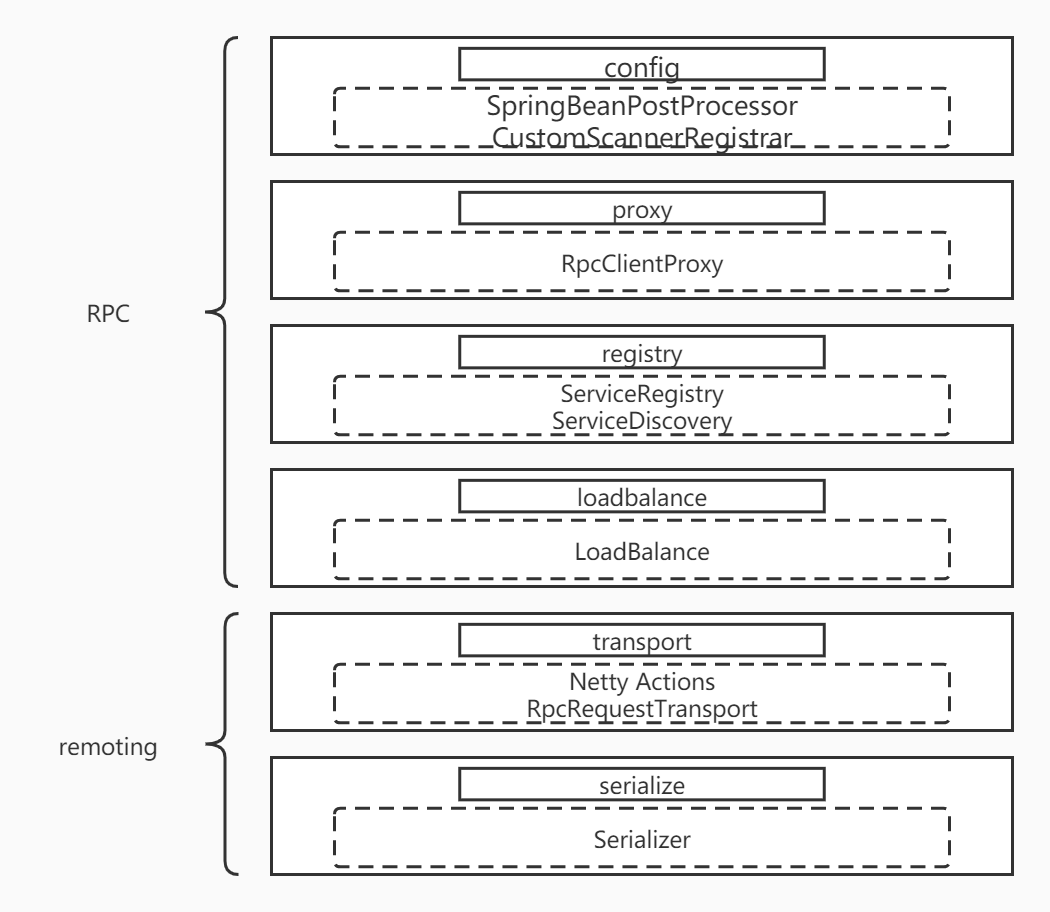 config
SpringBeanPostProcessor
CustomScannerRegistrar
proxy
RpcClientProxy
RPC
registry
ServiceRegistry
ServiceDiscovery
loadbalance
LoadBalance
transport
Netty Actions
RpcRequestTransport
remoting
serialize
Serializer